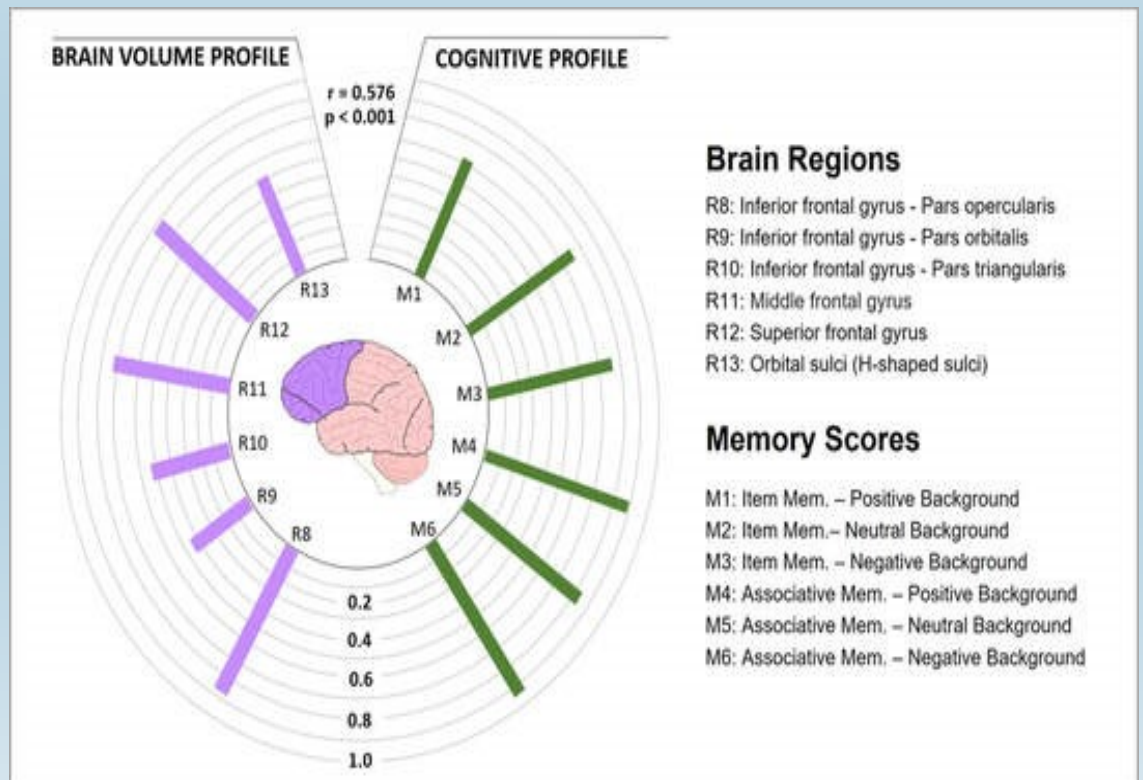 BRAIN VOLUME PROFILE
COGNITIVE PROFILE
r = 0.576
p < 0.001
R13
R12
R11
R10
R9
R8
M1
M2
M3
M4
M5
M6
0.2
0.4
0.6
0.8
1.0
Brain Regions
R8: Inferior frontal gyrus - Pars opercularis
R9: Inferior frontal gyrus - Pars orbitalis
R10: Inferior frontal gyrus - Pars triangularis
R11: Middle frontal gyrus
R12: Superior frontal gyrus
R13: Orbital sulci (H-shaped sulci)
Memory Scores
M1: Item Mem. – Positive Background
M2: Item Mem.– Neutral Background
M3: Item Mem. – Negative Background
M4: Associative Mem. – Positive Background
M5: Associative Mem. – Neutral Background
M6: Associative Mem. – Negative Background